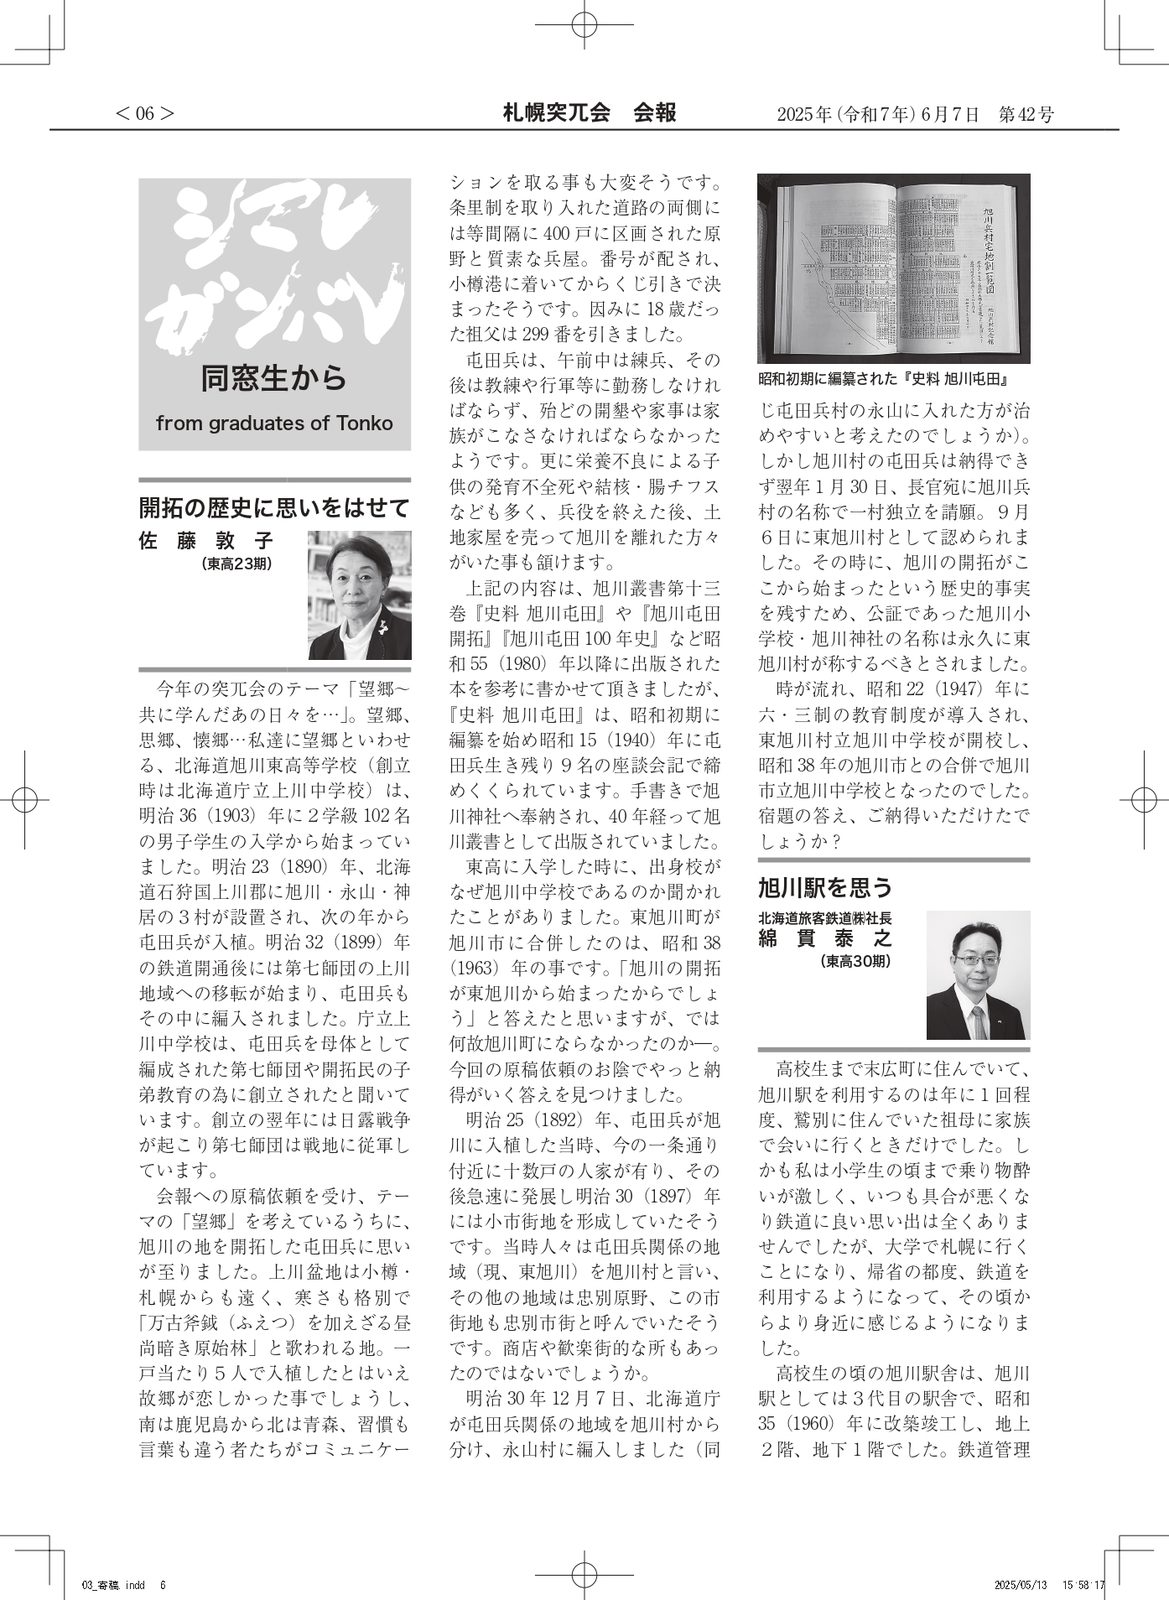 < 06 >
札幌突兀会　会報
2025年（令和7年）6月7日　第42号
シマレ
ガンバレ
同窓生から
from graduates of Tonko
開拓の歴史に思いをはせて
佐　藤　敦　子
（東高23期）
　今年の突兀会のテーマ「望郷〜
共に学んだあの日々を…」。望郷、
思郷、懐郷…私達に望郷といわせ
る、北海道旭川東高等学校（創立
時は北海道庁立上川中学校）は、
明治36（1903）年に２学級102名
の男子学生の入学から始まってい
ました。明治23（1890）年、北海
道石狩国上川郡に旭川・永山・神
居の３村が設置され、次の年から
屯田兵が入植。明治32（1899）年
の鉄道開通後には第七師団の上川
地域への移転が始まり、屯田兵も
その中に編入されました。庁立上
川中学校は、屯田兵を母体として
編成された第七師団や開拓民の子
弟教育の為に創立されたと聞いて
います。創立の翌年には日露戦争
が起こり第七師団は戦地に従軍し
ています。
　会報への原稿依頼を受け、テー
マの「望郷」を考えているうちに、
旭川の地を開拓した屯田兵に思い
が至りました。上川盆地は小樽・
札幌からも遠く、寒さも格別で
「万古斧鉞（ふえつ）を加えざる昼
尚暗き原始林」と歌われる地。一
戸当たり５人で入植したとはいえ
故郷が恋しかった事でしょうし、
南は鹿児島から北は青森、習慣も
言葉も違う者たちがコミュニケー
ションを取る事も大変そうです。
条里制を取り入れた道路の両側に
は等間隔に400戸に区画された原
野と質素な兵屋。番号が配され、
小樽港に着いてからくじ引きで決
まったそうです。因みに18歳だっ
た祖父は299番を引きました。
　屯田兵は、午前中は練兵、その
後は教練や行軍等に勤務しなけれ
ばならず、殆どの開墾や家事は家
族がこなさなければならなかった
ようです。更に栄養不良による子
供の発育不全死や結核・腸チフス
なども多く、兵役を終えた後、土
地家屋を売って旭川を離れた方々
がいた事も頷けます。
　上記の内容は、旭川叢書第十三
巻『史料 旭川屯田』や『旭川屯田
開拓』『旭川屯田100年史』など昭
和55（1980）年以降に出版された
本を参考に書かせて頂きましたが、
『史料 旭川屯田』は、昭和初期に
編纂を始め昭和15（1940）年に屯
田兵生き残り９名の座談会記で締
めくくられています。手書きで旭
川神社へ奉納され、40年経って旭
川叢書として出版されていました。
　東高に入学した時に、出身校が
なぜ旭川中学校であるのか聞かれ
たことがありました。東旭川町が
旭川市に合併したのは、昭和38
（1963）年の事です。「旭川の開拓
が東旭川から始まったからでしょ
う」と答えたと思いますが、では
何故旭川町にならなかったのか―。
今回の原稿依頼のお陰でやっと納
得がいく答えを見つけました。
　明治25（1892）年、屯田兵が旭
川に入植した当時、今の一条通り
付近に十数戸の人家が有り、その
後急速に発展し明治30（1897）年
には小市街地を形成していたそう
です。当時人々は屯田兵関係の地
域（現、東旭川）を旭川村と言い、
その他の地域は忠別原野、この市
街地も忠別市街と呼んでいたそう
です。商店や歓楽街的な所もあっ
たのではないでしょうか。
　明治30年12月７日、北海道庁
が屯田兵関係の地域を旭川村から
分け、永山村に編入しました（同
旭川兵村宅地割一覧図
昭和初期に編纂された『史料 旭川屯田』
じ屯田兵村の永山に入れた方が治
めやすいと考えたのでしょうか）。
しかし旭川村の屯田兵は納得でき
ず翌年１月30日、長官宛に旭川兵
村の名称で一村独立を請願。９月
６日に東旭川村として認められま
した。その時に、旭川の開拓がこ
こから始まったという歴史的事実
を残すため、公証であった旭川小
学校・旭川神社の名称は永久に東
旭川村が称するべきとされました。
　時が流れ、昭和22（1947）年に
六・三制の教育制度が導入され、
東旭川村立旭川中学校が開校し、
昭和38年の旭川市との合併で旭川
市立旭川中学校となったのでした。
宿題の答え、ご納得いただけたで
しょうか？
旭川駅を思う
北海道旅客鉄道㈱社長
綿　貫　泰　之
（東高30期）
　高校生まで末広町に住んでいて、
旭川駅を利用するのは年に１回程
度、鷲別に住んでいた祖母に家族
で会いに行くときだけでした。し
かも私は小学生の頃まで乗り物酔
いが激しく、いつも具合が悪くな
り鉄道に良い思い出は全くありま
せんでしたが、大学で札幌に行く
ことになり、帰省の都度、鉄道を
利用するようになって、その頃か
らより身近に感じるようになりま
した。
　高校生の頃の旭川駅舎は、旭川
駅としては３代目の駅舎で、昭和
35（1960）年に改築竣工し、地上
２階、地下１階でした。鉄道管理
03_寄稿.indd   6
2025/05/13   15:58:17